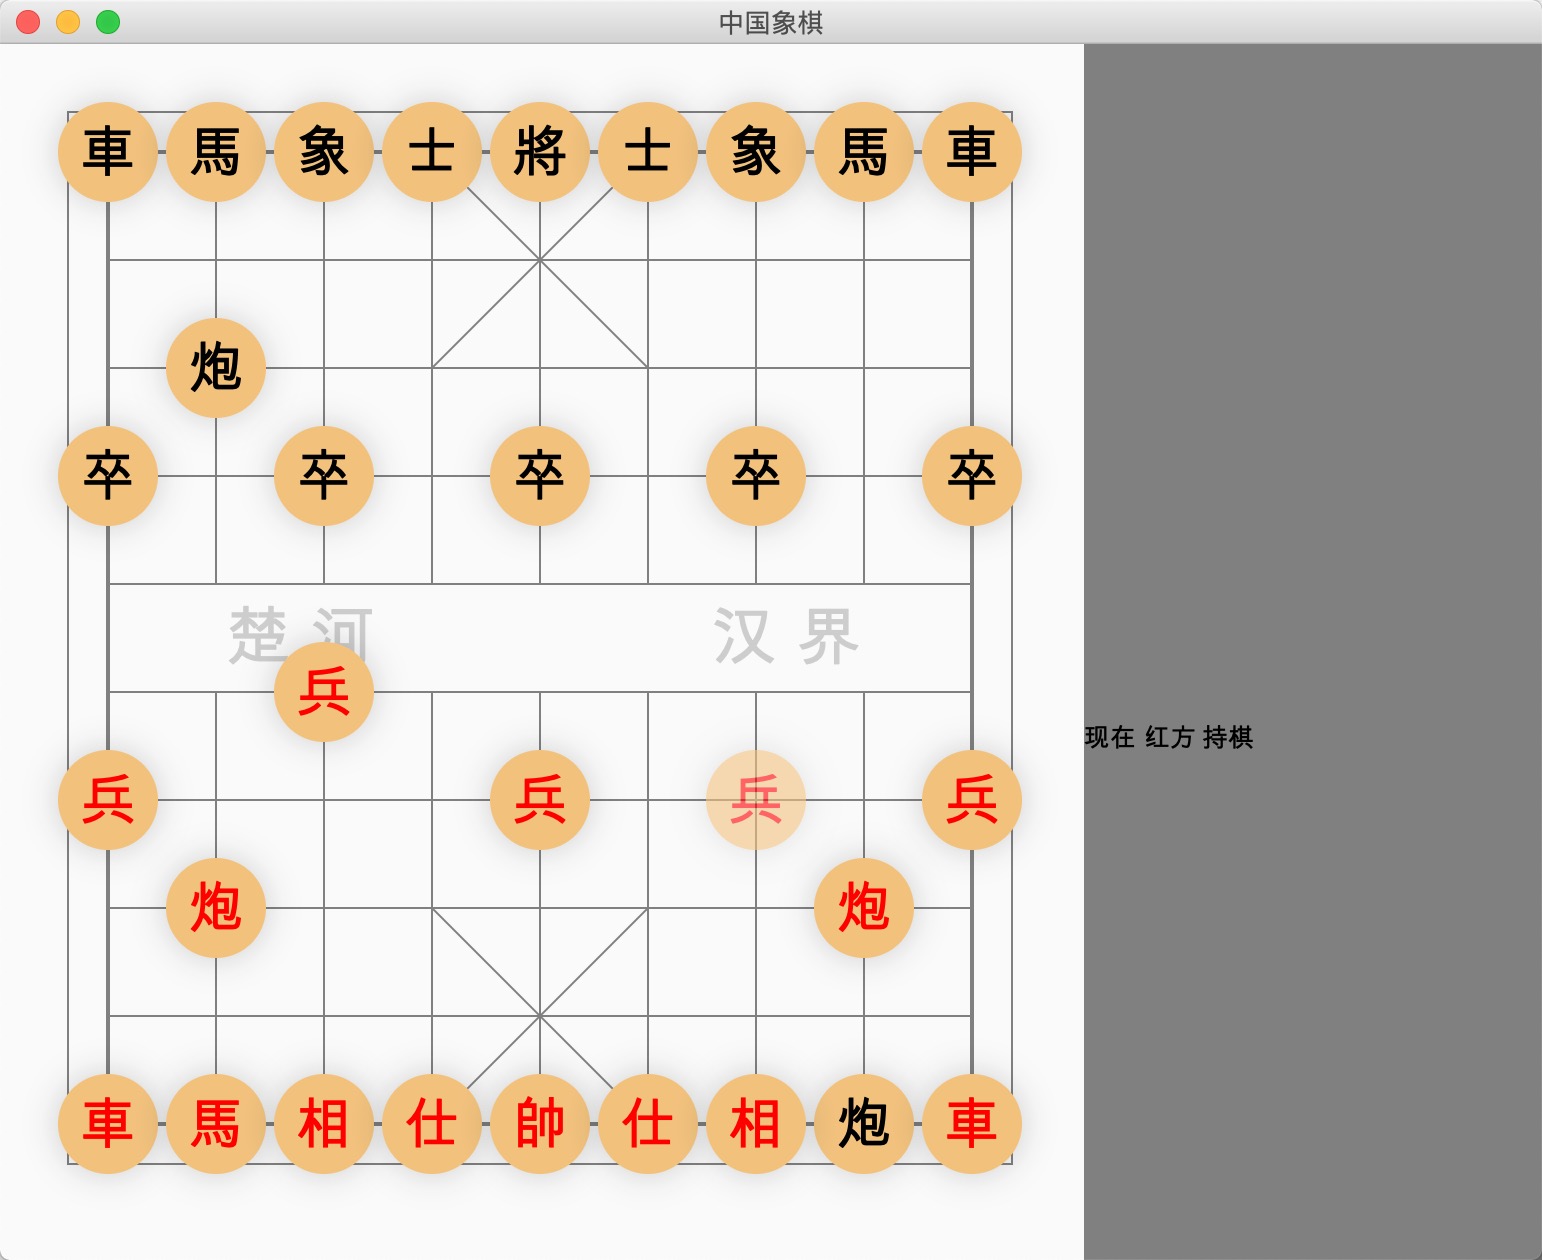 中国象棋
車 馬 象 士 將 士 象 馬 車
炮
卒 卒 卒 卒 卒
楚 河 汉 界
兵
现在 红方 持棋
兵 兵 兵 兵
炮 炮
車 馬 相 仕 帥 仕 相 炮 車